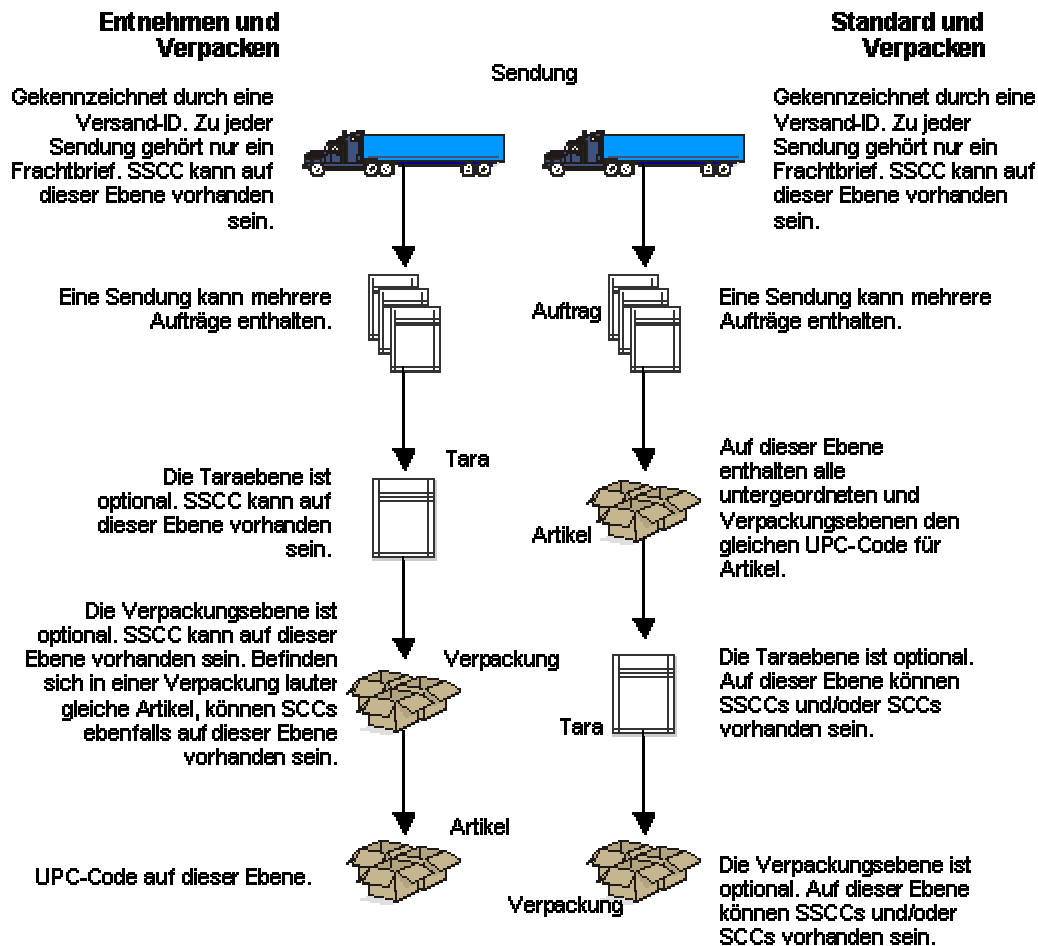 Entnehmen und
Verpacken
Standard und
Verpacken
Sendung
Gekennzeichnet durch eine
Versand-ID. Zu jeder
Sendung gehört nur ein
Frachtbrief. SSCC kann auf
dieser Ebene vorhanden
sein.
Gekennzeichnet durch eine
Versand-ID. Zu jeder
Sendung gehört nur ein
Frachtbrief. SSCC kann auf
dieser Ebene vorhanden
sein.
Eine Sendung kann mehrere
Aufträge enthalten.
Auftrag
Eine Sendung kann mehrere
Aufträge enthalten.
Tara
Die Taraebene ist
optional. SSCC kann auf
dieser Ebene vorhanden
sein.
Artikel
Auf dieser Ebene
enthalten alle
untergeordneten und
Verpackungsebenen den
gleichen UPC-Code für
Artikel.
Die Verpackungsebene ist
optional. SSCC kann auf dieser
Ebene vorhanden sein. Befinden
sich in einer Verpackung lauter
gleiche Artikel, können SCCs
ebenfalls auf dieser Ebene
vorhanden sein.
Verpackung
Tara
Die Taraebene ist optional.
Auf dieser Ebene können
SSCCs und/oder SCCs
vorhanden sein.
Artikel
UPC-Code auf dieser Ebene.
Verpackung
Die Verpackungsebene ist
optional. Auf dieser Ebene
können SSCCs und/oder
SCCs vorhanden sein.